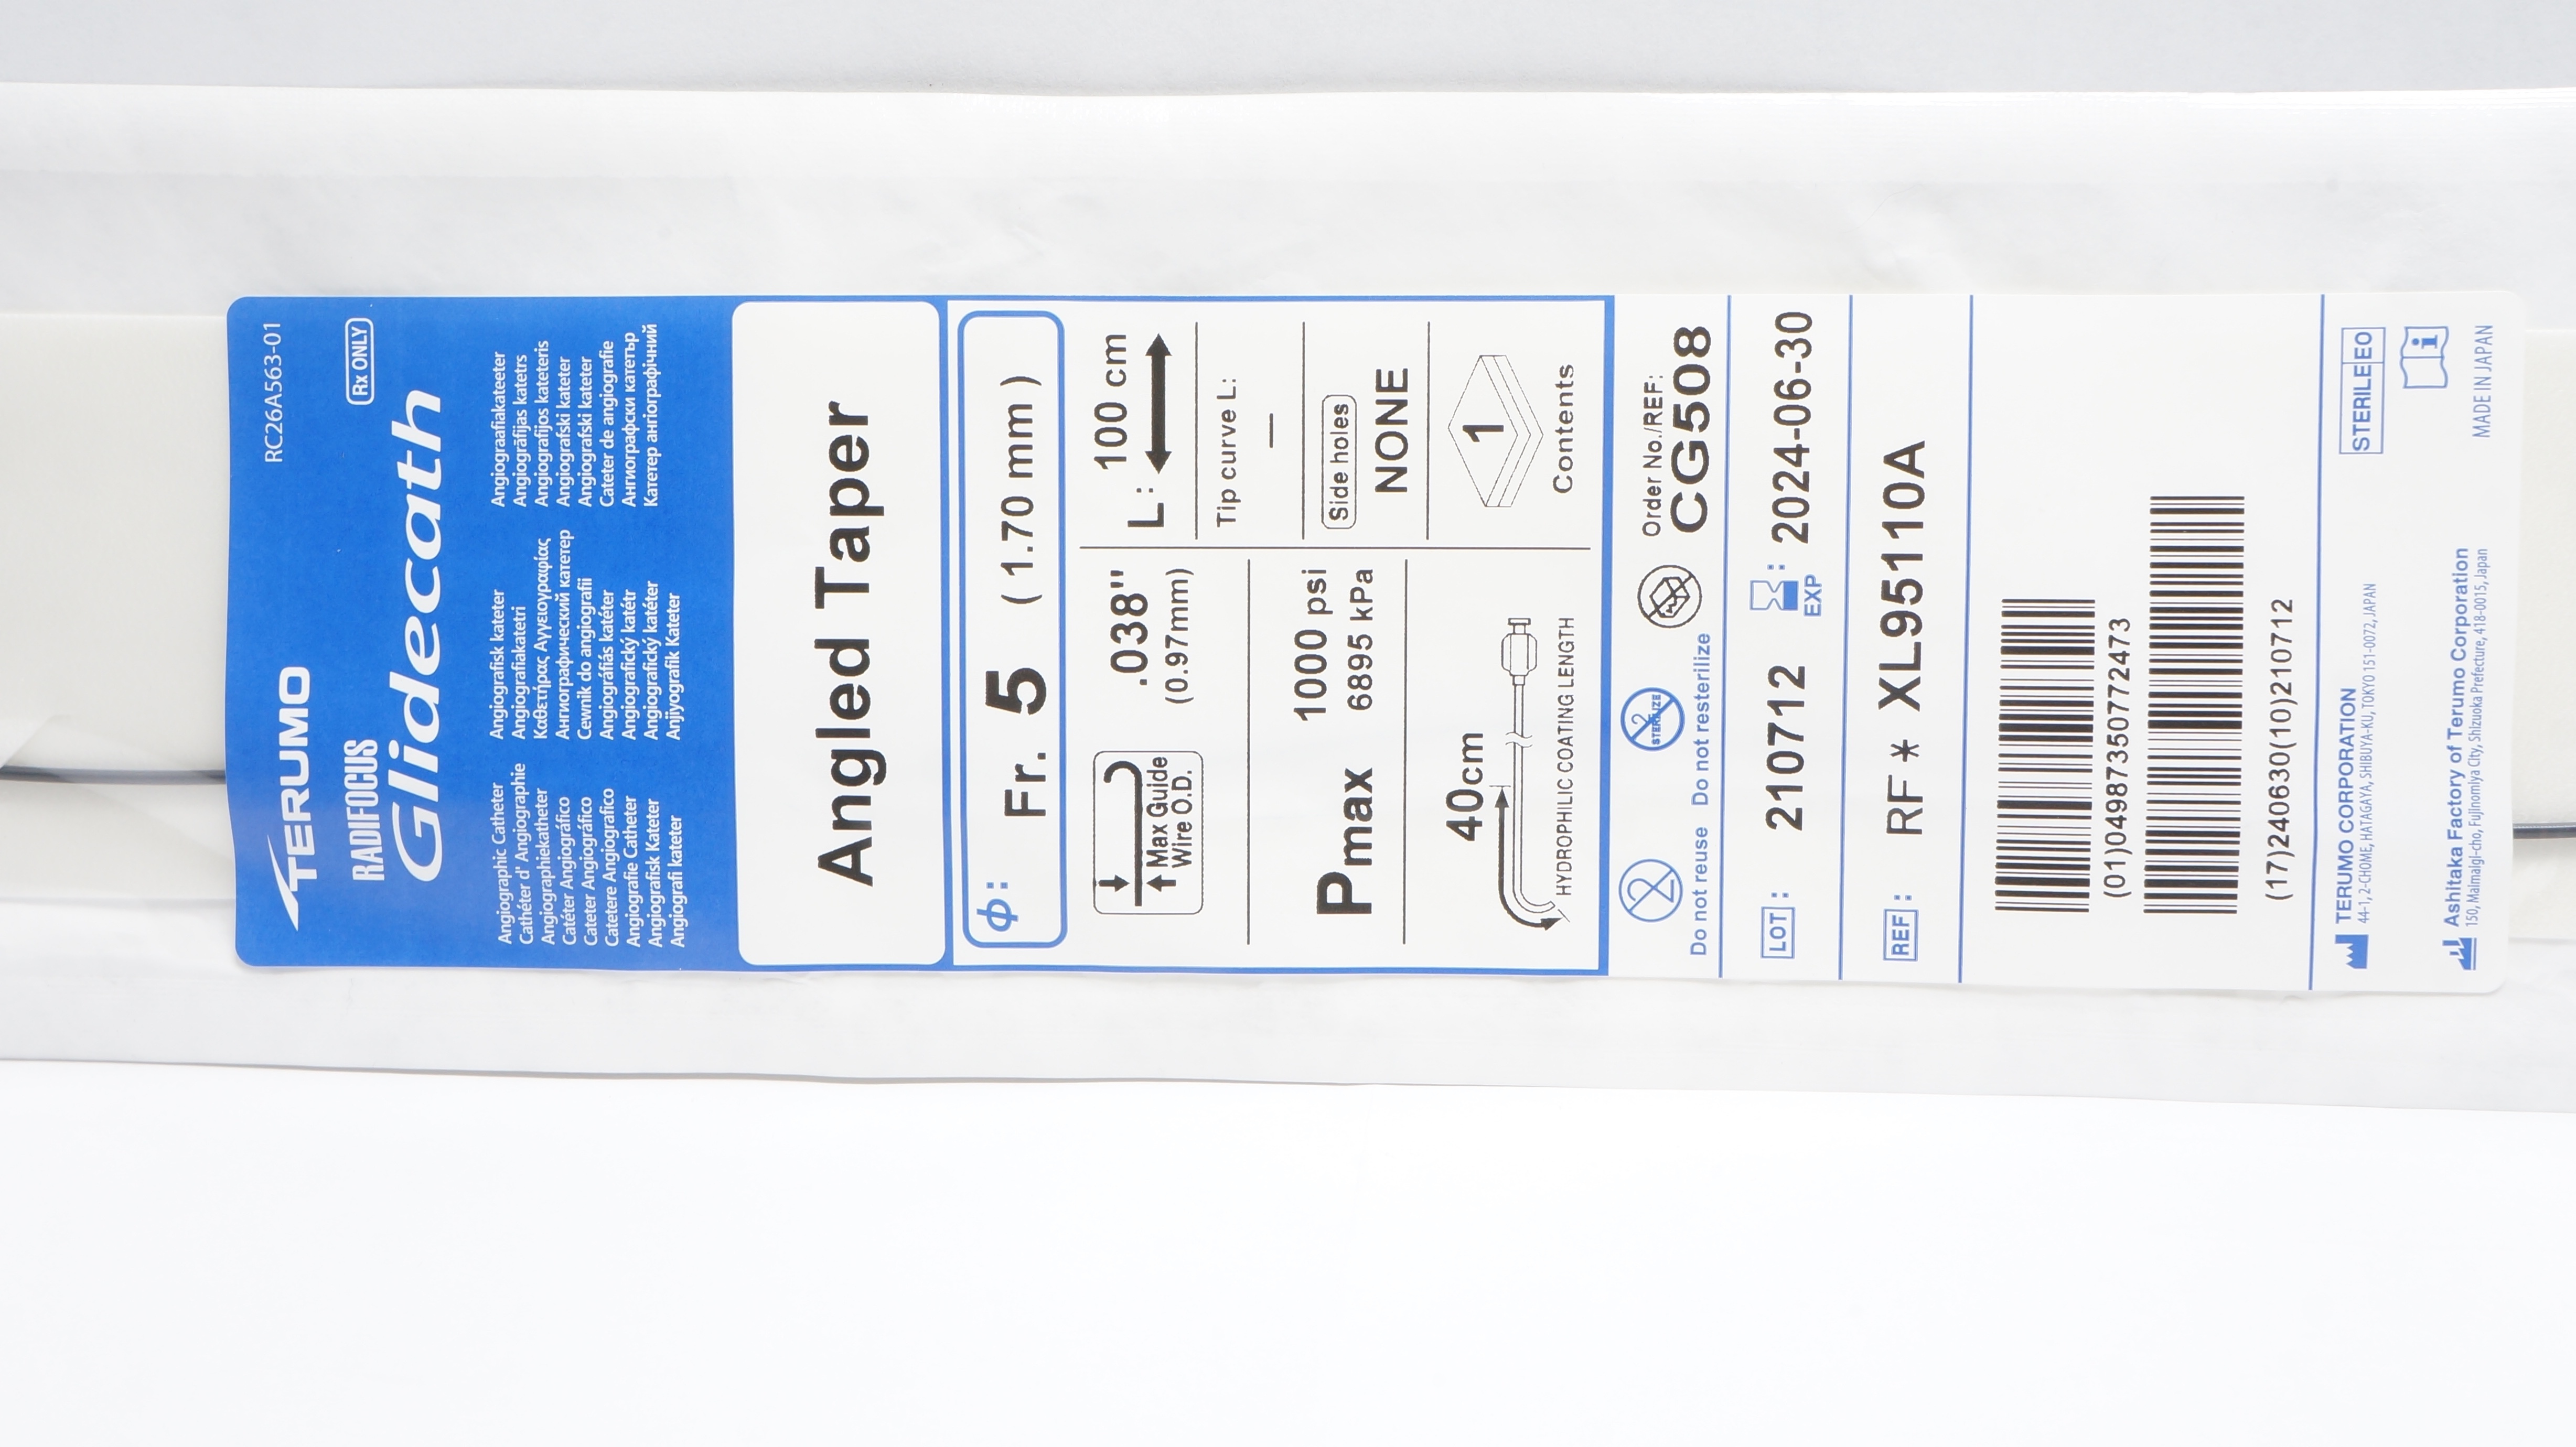 RC26A563-01
TERUMO
Rx ONLY
RADIFOCUS
Glidecath
Angiographic Catheter
Cathéter d' Angiographie
Angiographiekatheter
Catéter Angiográfico
Cateter Angiográfico
Catetere Angiografico
Angiografie Catheter
Angiografisk Kateter
Angiografi kateter
Angiografisk kateter
Angiografiakatetri
Καθετήρας Αγγειογραφίας
Ангиографический катетер
Cewnik do angiografii
Angiográfiás katéter
Angiografický katétr
Angiografický katéter
Anjiyografik Kateter
Angiograafiakateeter
Angiogrāfijas katetrs
Angiografijos kateteris
Angiografski kateter
Angiografski kateter
Cateter de angiografie
Ангиографски катетър
Катетер ангіографічний
Angled Taper
ϕ: Fr. 5 ( 1.70 mm )
Max Guide
Wire O.D.
.038"
(0.97mm)
L: 100 cm
Tip curve L:
—
Pmax 1000 psi
6895 kPa
Side holes
NONE
40cm
HYDROPHILIC COATING LENGTH
1
Contents
2
2
STERILIZE
Do not reuse Do not resterilize
Order No./REF:
CG508
LOT : 210712 EXP : 2024-06-30
REF : RF * XL95110A
(01)04987350772473
(17)240630(10)210712
TERUMO CORPORATION
44-1, 2-CHOME, HATAGAYA, SHIBUYA-KU, TOKYO 151-0072, JAPAN
STERILE EO
i
Ashitaka Factory of Terumo Corporation
150, Maimaigi-cho, Fujinomiya City, Shizuoka Prefecture, 418-0015, Japan
MADE IN JAPAN